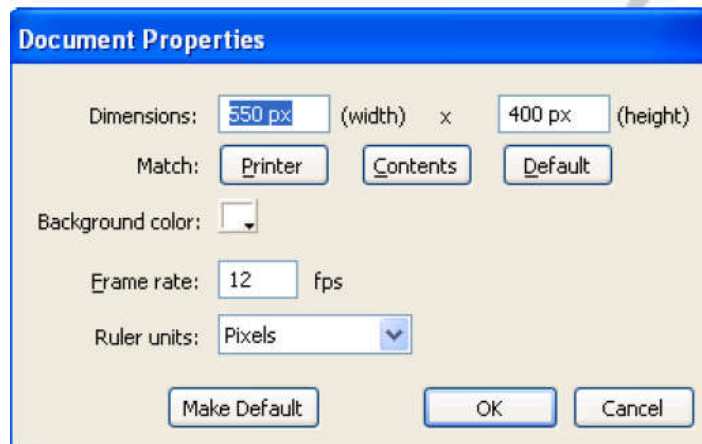 Document Properties
Dimensions: 550 px (width) x 400 px (height)
Match: Printer Contents Default
Background color:
Frame rate: 12 fps
Ruler units: Pixels
Make Default OK Cancel